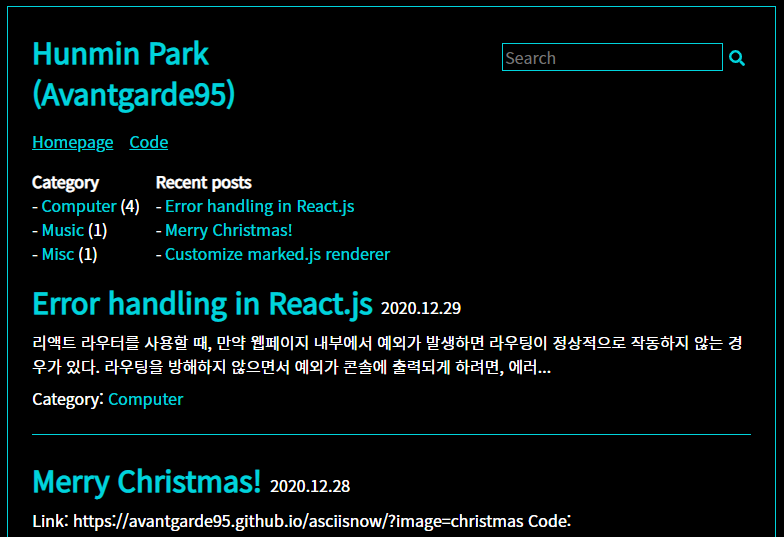 Hunmin Park
(Avantgarde95)
Search
Homepage Code
Category
- Computer (4)
- Music (1)
- Misc (1)
Recent posts
- Error handling in React.js
- Merry Christmas!
- Customize marked.js renderer
Error handling in React.js 2020.12.29
리액트 라우터를 사용할 때, 만약 웹페이지 내부에서 예외가 발생하면 라우팅이 정상적으로 작동하지 않는 경
우가 있다. 라우팅을 방해하지 않으면서 예외가 콘솔에 출력되게 하려면, 에러...
Category: Computer
Merry Christmas! 2020.12.28
Link: https://avantgarde95.github.io/asciisnow/?image=christmas Code: